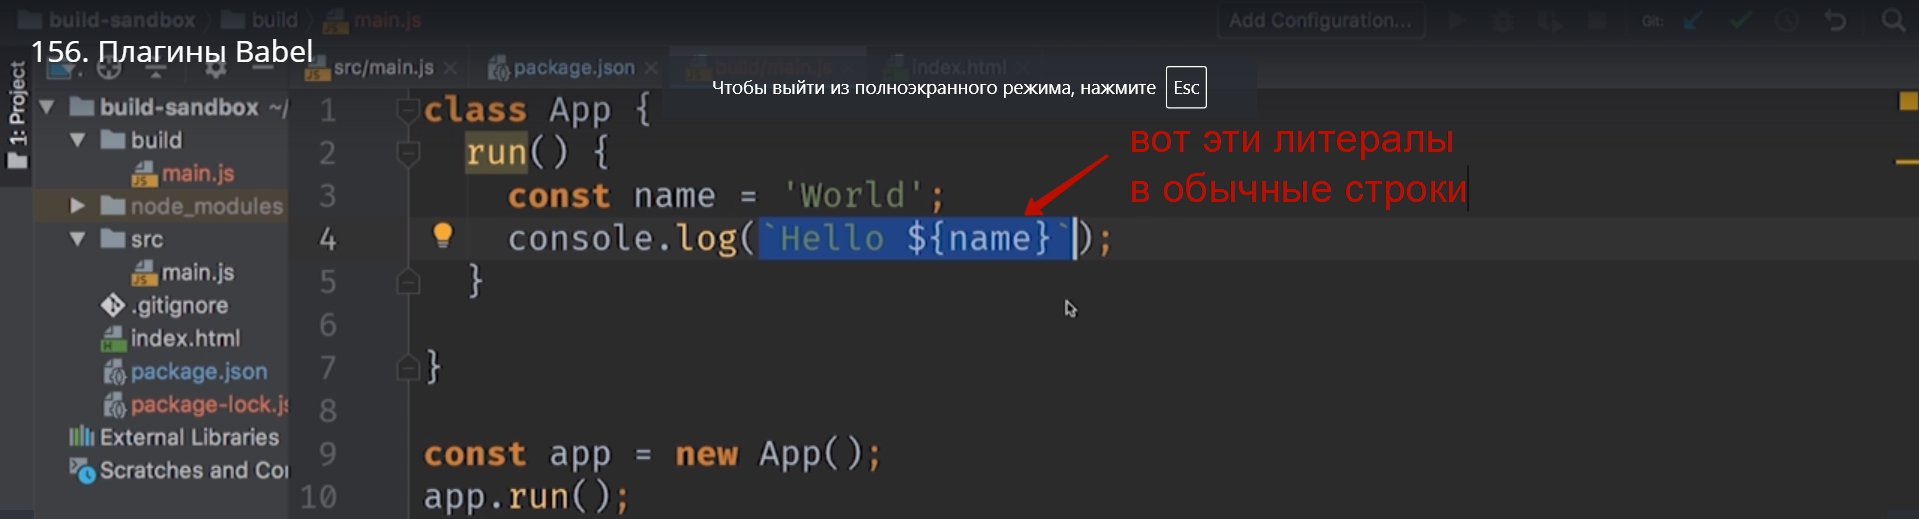 build-sandbox build main.js Add Configuration... Git:
156. Плагины Babel
1: Project
src/main.js package.json build/main.js index.html
Чтобы выйти из полноэкранного режима, нажмите Esc
build-sandbox ~/
build
main.js
node_modules
src
main.js
.gitignore
index.html
package.json
package-lock.js
External Libraries
Scratches and Con
1 class App {
2 run() {
3 const name = 'World';
4 console.log(`Hello ${name}`);
5 }
6
7 }
8
9 const app = new App();
10 app.run();
вот эти литералы
в обычные строки